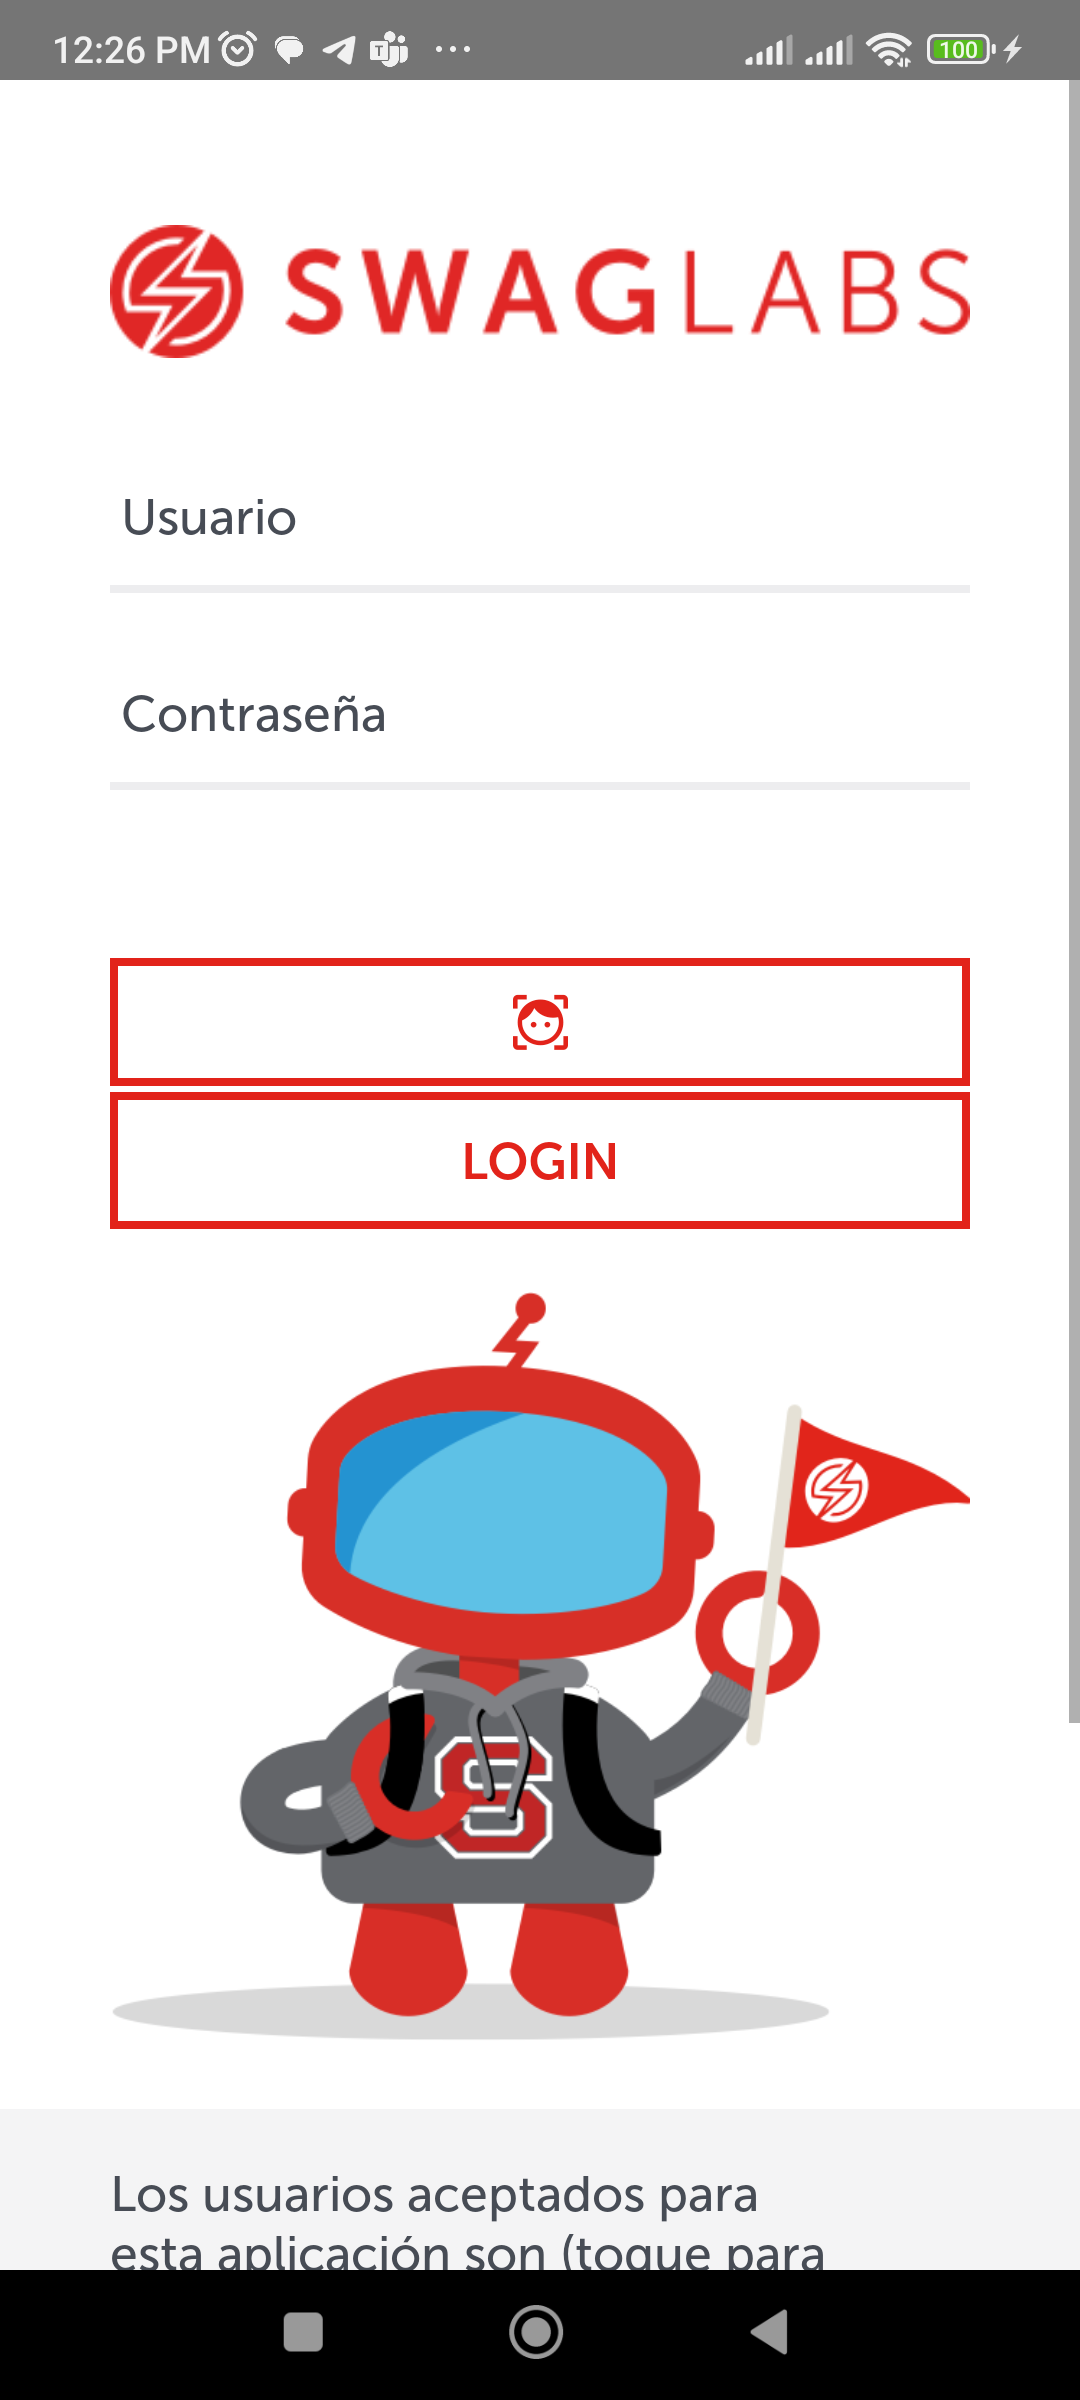 12:26 PM
100
SWAGLABS
Usuario
Contraseña
LOGIN
S
Los usuarios aceptados para
esta aplicación son (toque para